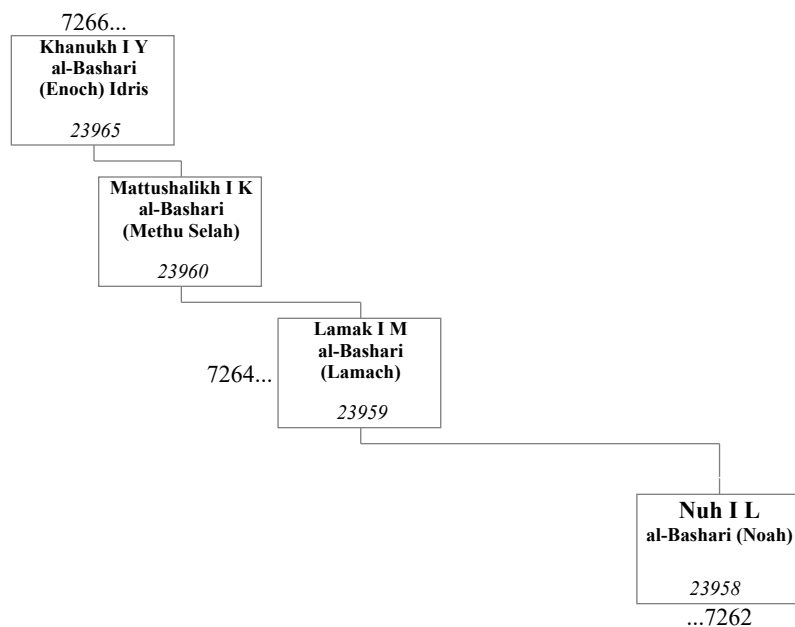 7266...
Khanukh I Y
al-Bashari
(Enoch) Idris
23965
Mattushalikh I K
al-Bashari
(Methu Selah)
23960
Lamak I M
al-Bashari
(Lamach)
7264...
23959
Nuh I L
al-Bashari (Noah)
23958
...7262